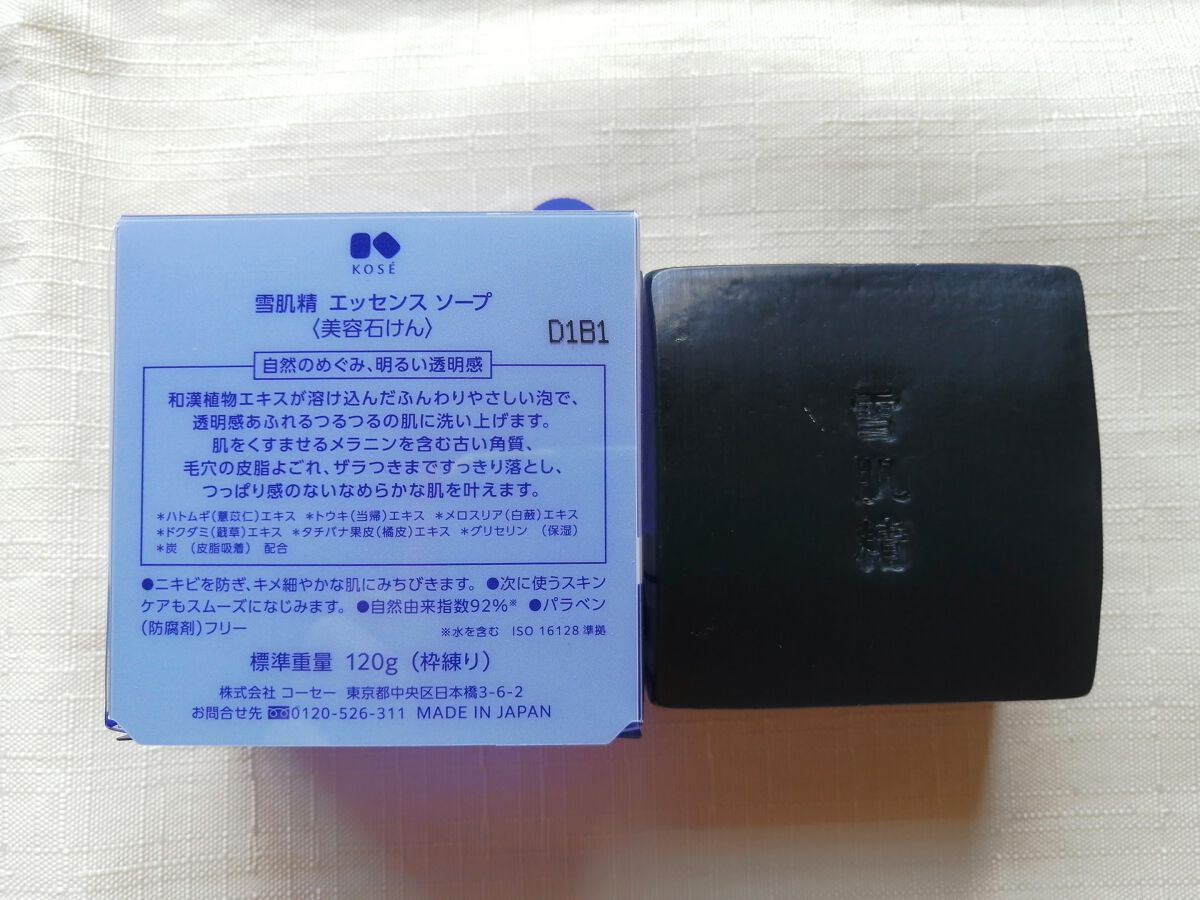 KOSÉ
雪肌精 エッセンス ソープ
〈美容石けん〉
D1B1
自然のめぐみ、明るい透明感
和漢植物エキスが溶け込んだふんわりやさしい泡で、
透明感あふれるつるつるの肌に洗い上げます。
肌をくすませるメラニンを含む古い角質、
毛穴の皮脂よごれ、ザラつきまですっきり落とし、
つっぱり感のないなめらかな肌を叶えます。
*ハトムギ(薏苡仁)エキス *トウキ(当帰)エキス *メロスリア(白蘞)エキス
*ドクダミ(蕺草)エキス *タチバナ果皮(橘皮)エキス *グリセリン (保湿)
*炭 (皮脂吸着) 配合
●ニキビを防ぎ、キメ細やかな肌にみちびきます。 ●次に使うスキン
ケアもスムーズになじみます。 ●自然由来指数92%※ ●パラベン
(防腐剤)フリー
※水を含む ISO 16128 準拠
標準重量 120g (枠練り)
株式会社 コーセー 東京都中央区日本橋3-6-2
お問合せ先 0120-526-311 MADE IN JAPAN
雪肌精